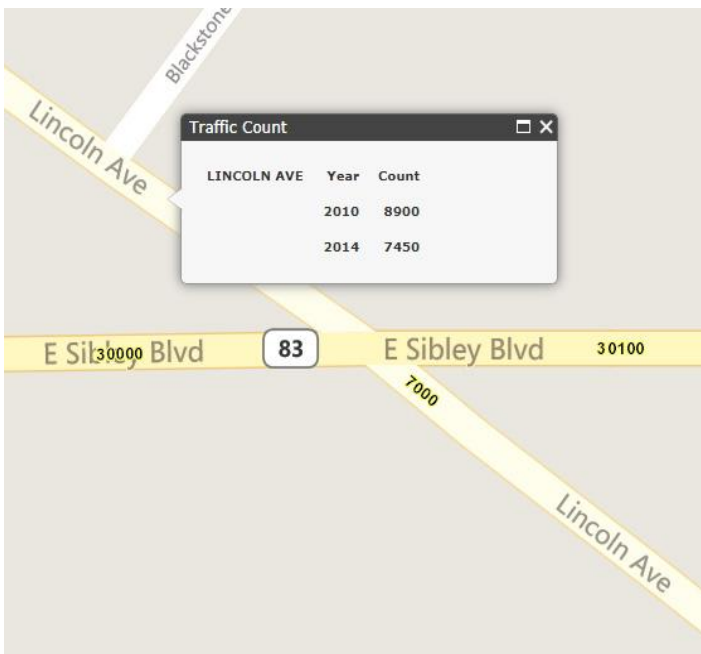 Blackstone
Lincoln Ave
Traffic Count
LINCOLN AVE Year Count
2010 8900
2014 7450
E Sibley Blvd
30000
83
E Sibley Blvd
30100
7000
Lincoln Ave